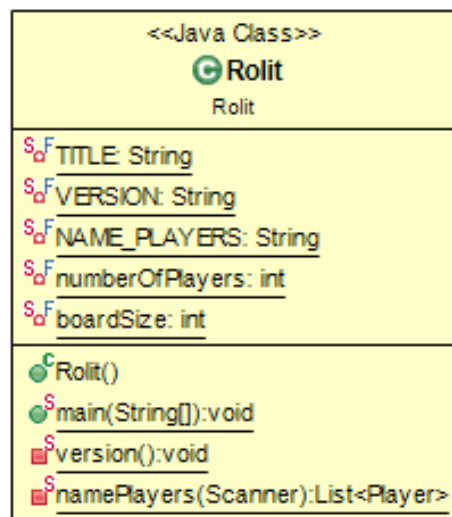 <<Java Class>>
C Rolit
Rolit
S F TITLE: String
S F VERSION: String
S F NAME_PLAYERS: String
S F numberOfPlayers: int
S F boardSize: int
C Rolit()
S main(String[]):void
S version():void
S namePlayers(Scanner):List<Player>